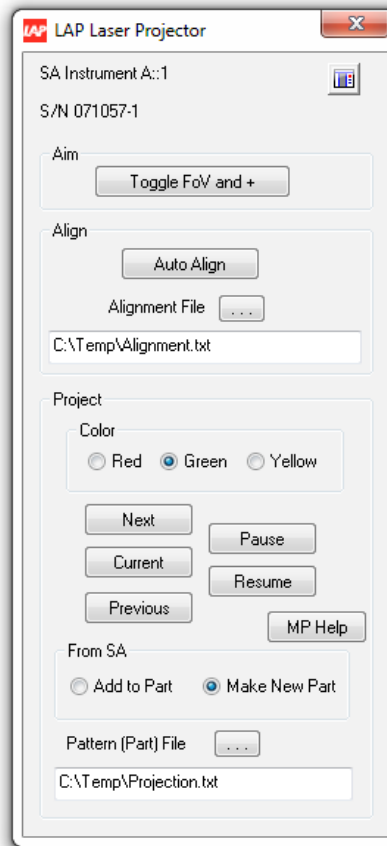 LAP LAP Laser Projector
SA Instrument A::1
S/N 071057-1
Aim
Toggle FoV and +
Align
Auto Align
Alignment File ...
C:\Temp\Alignment.txt
Project
Color
Red Green Yellow
Next
Pause
Current
Resume
Previous
MP Help
From SA
Add to Part Make New Part
Pattern (Part) File ...
C:\Temp\Projection.txt